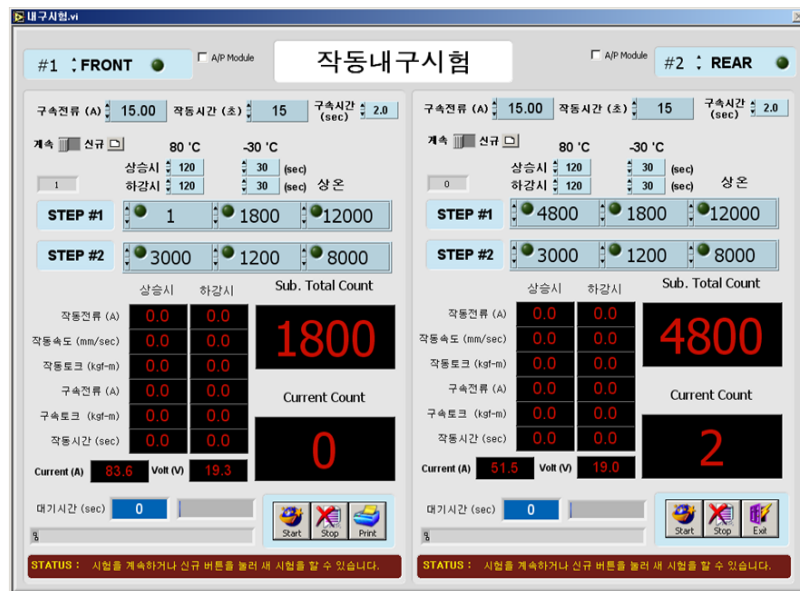 내구시험.vi
#1 FRONT
A/P Module
작동내구시험
A/P Module
#2 REAR
구속전류 (A) 15.00 작동시간 (초) 15 구속시간 (sec) 2.0
계속 신규
80 'C -30 'C
상승시 120 30 (sec)
1 하강시 120 30 (sec) 상온
STEP #1 1 1800 12000
STEP #2 3000 1200 8000
상승시 하강시 Sub. Total Count
작동전류 (A) 0.0 0.0
1800
작동속도 (mm/sec) 0.0 0.0
작동토크 (kgf-m) 0.0 0.0
구속전류 (A) 0.0 0.0
Current Count
구속토크 (kgf-m) 0.0 0.0
0
작동시간 (sec) 0.0 0.0
Current (A) 83.6 Volt (V) 19.3
대기시간 (sec) 0
Start Stop Print
%
STATUS : 시험을 계속하거나 신규 버튼을 눌러 새 시험을 할 수 있습니다.
구속전류 (A) 15.00 작동시간 (초) 15 구속시간 (sec) 2.0
계속 신규
80 'C -30 'C
상승시 120 30 (sec)
0 하강시 120 30 (sec) 상온
STEP #1 4800 1800 12000
STEP #2 3000 1200 8000
상승시 하강시 Sub. Total Count
작동전류 (A) 0.0 0.0
4800
작동속도 (mm/sec) 0.0 0.0
작동토크 (kgf-m) 0.0 0.0
구속전류 (A) 0.0 0.0
Current Count
구속토크 (kgf-m) 0.0 0.0
2
작동시간 (sec) 0.0 0.0
Current (A) 51.5 Volt (V) 19.0
대기시간 (sec) 0
Start Stop Exit
%
STATUS : 시험을 계속하거나 신규 버튼을 눌러 새 시험을 할 수 있습니다.